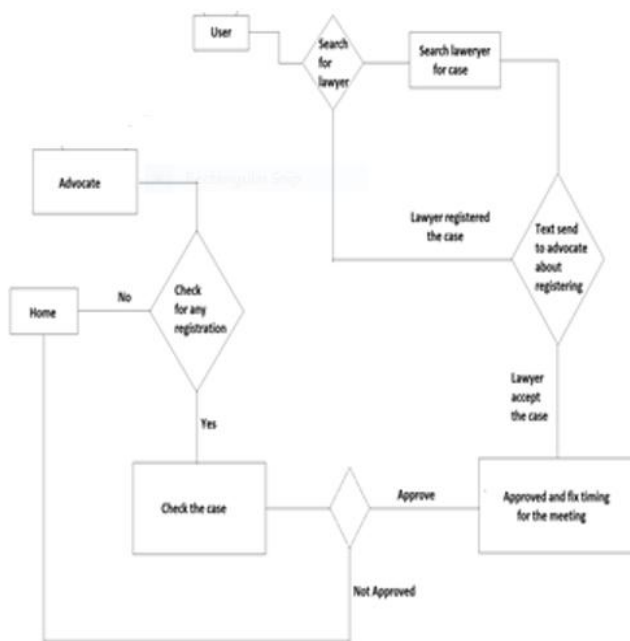 User
Search
for
lawyer
Search laweryer
for case
Advocate
Rectangular Snip
Lawyer registered
the case
Text send
to advocate
about
registering
Home
No
Check
for any
registration
Lawyer
accept
the case
Yes
Check the case
Approve
Approved and fix timing
for the meeting
Not Approved